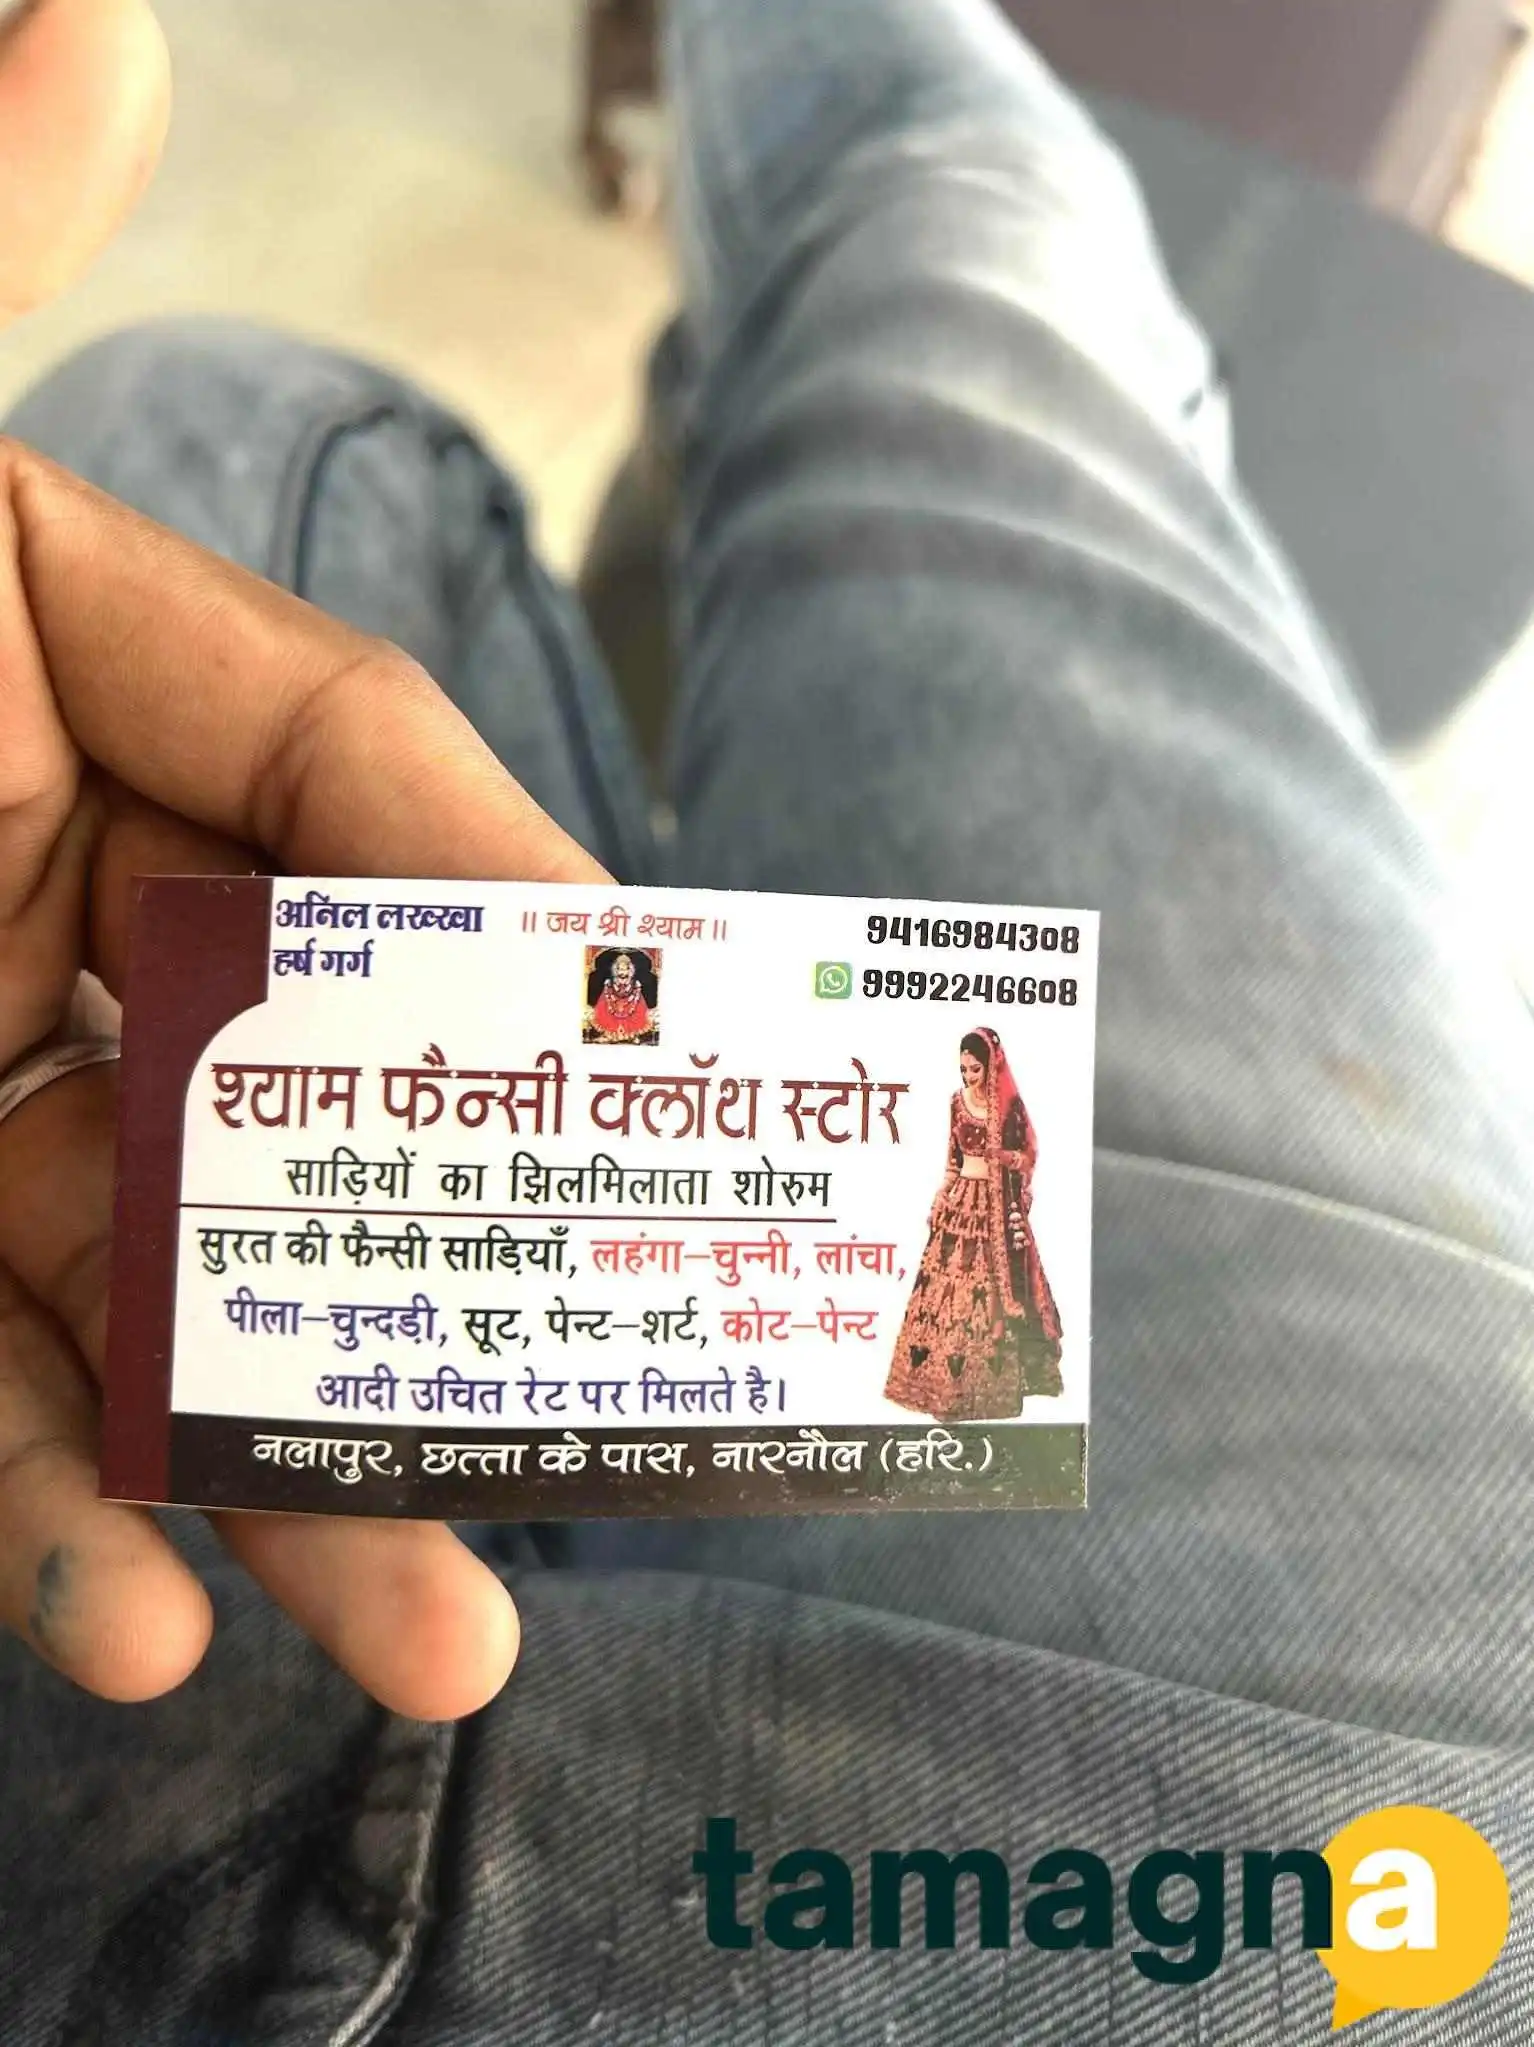 अनिल लख्खा
हर्ष गर्ग
॥ जय श्री श्याम ॥
9416984308
9992246608
श्याम फैन्सी क्लॉथ स्टोर
साड़ियों का झिलमिलाता शोरुम
सुरत की फैन्सी साड़ियाँ, लहंगा-चुन्नी, लांचा,
पीला-चुन्दड़ी, सूट, पेन्ट-शर्ट, कोट-पेन्ट
आदी उचित रेट पर मिलते है।
नलापुर, छत्ता के पास, नारनौल (हरि.)
tamagna